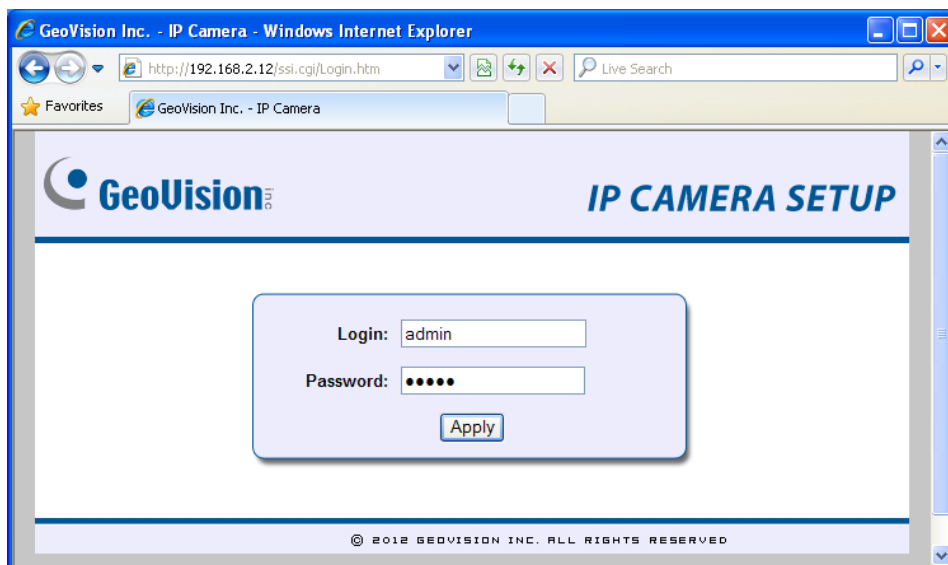 GeoVision Inc. - IP Camera - Windows Internet Explorer
http://192.168.2.12/ssi.cgi/Login.htm
Live Search
Favorites
GeoVision Inc. - IP Camera
GeoVision inc
IP CAMERA SETUP
Login: admin
Password: •••••
Apply
© 2012 GEOVISION INC. ALL RIGHTS RESERVED